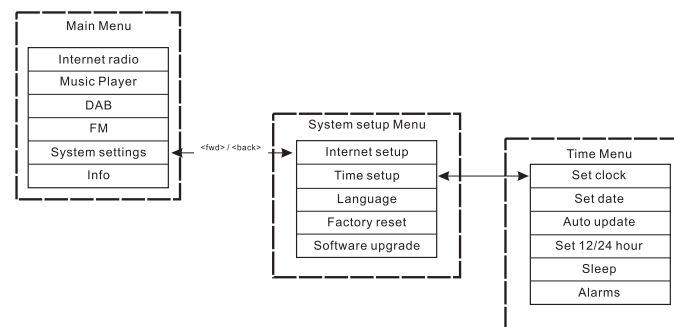 Main Menu
Internet radio
Music Player
DAB
FM
System settings
Info
<fwd> / <back>
System setup Menu
Internet setup
Time setup
Language
Factory reset
Software upgrade
Time Menu
Set clock
Set date
Auto update
Set 12/24 hour
Sleep
Alarms